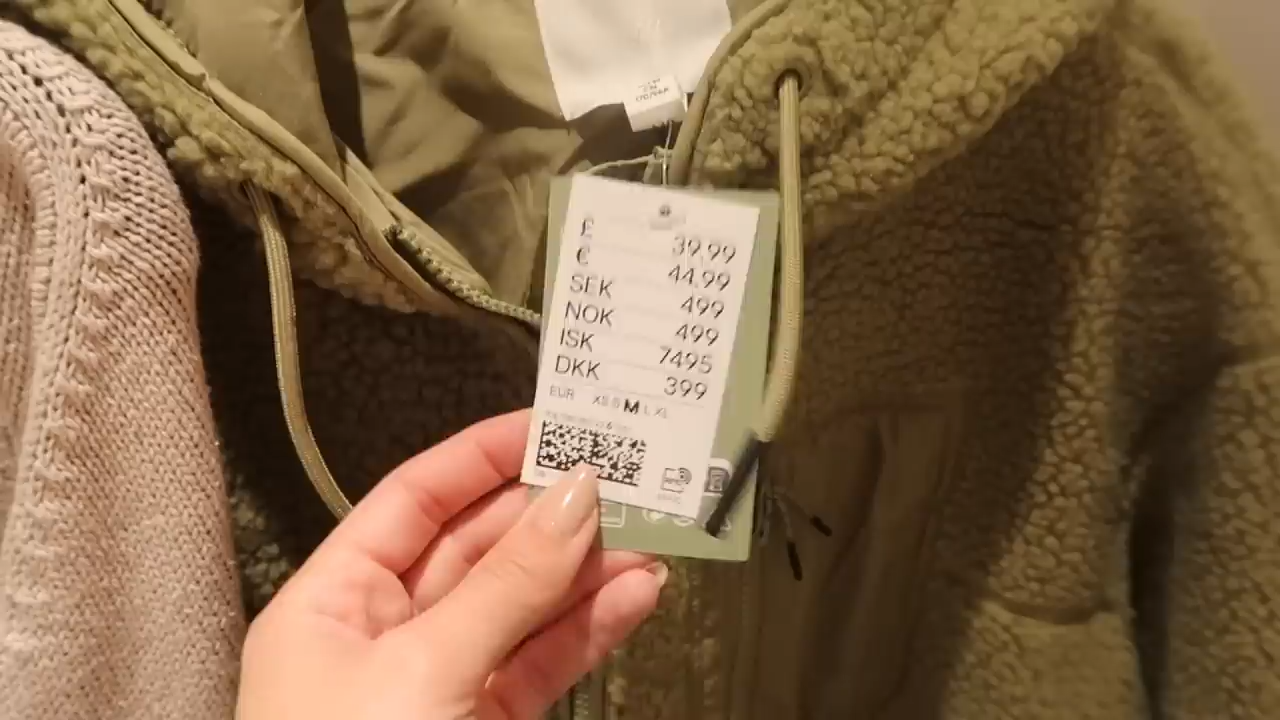 £ 39.99
€ 44.99
SEK 499
NOK 499
ISK 7495
DKK 399
EUR XS S M L XL